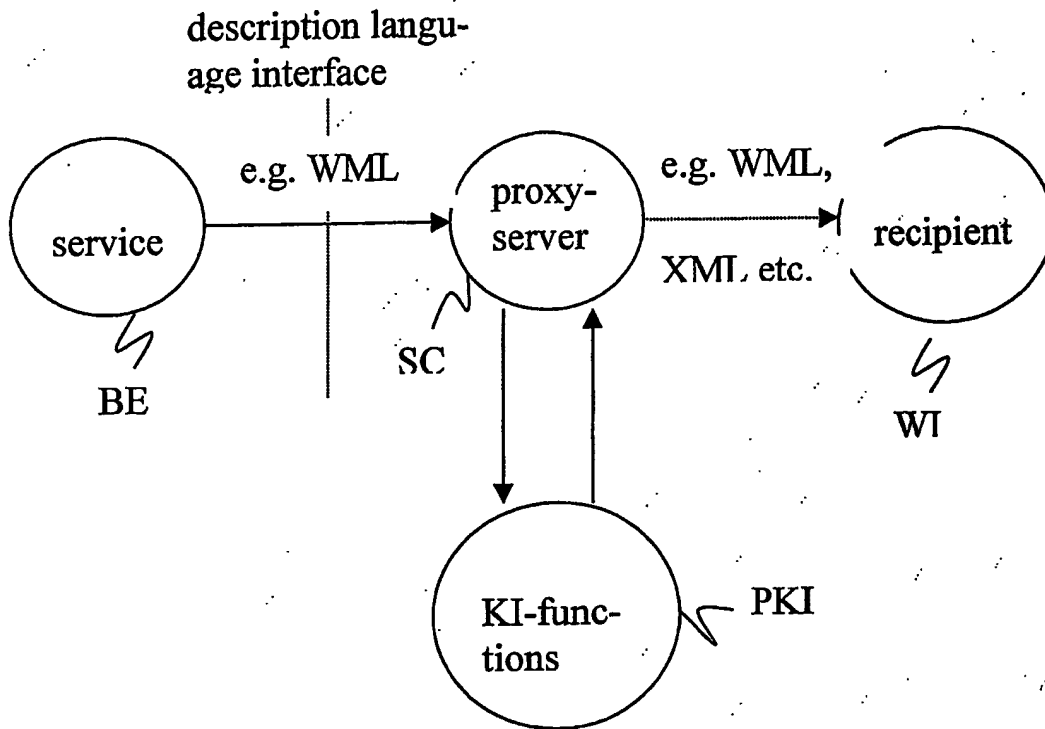 description langu-
age interface
e.g. WML
service
proxy-
server
e.g. WML,
XML etc.
recipient
BE
SC
WI
KI-func-
tions
PKI